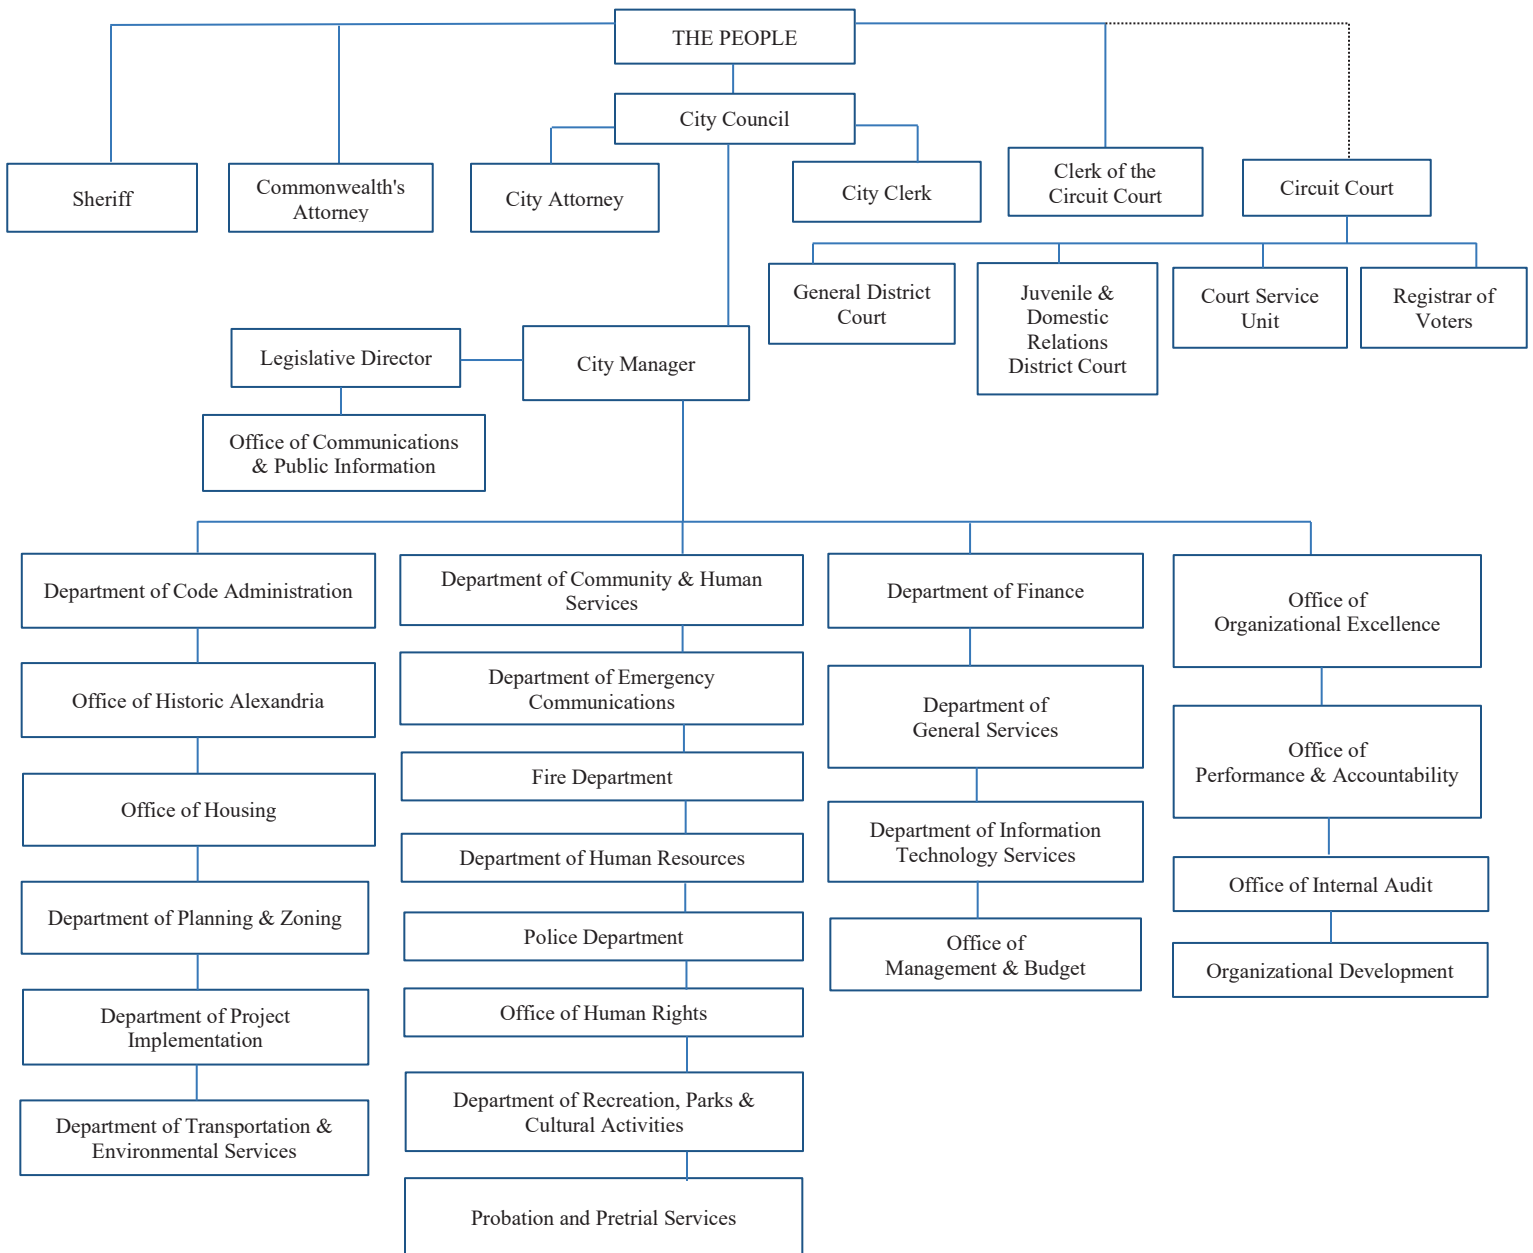 THE PEOPLE
City Council
Sheriff
Commonwealth's
Attorney
City Attorney
City Clerk
Clerk of the
Circuit Court
Circuit Court
General District
Court
Juvenile &
Domestic
Relations
District Court
Court Service
Unit
Registrar of
Voters
Legislative Director
City Manager
Office of Communications
& Public Information
Department of Code Administration
Office of Historic Alexandria
Office of Housing
Department of Planning & Zoning
Department of Project
Implementation
Department of Transportation &
Environmental Services
Department of Community & Human
Services
Department of Emergency
Communications
Fire Department
Department of Human Resources
Police Department
Office of Human Rights
Department of Recreation, Parks &
Cultural Activities
Probation and Pretrial Services
Department of Finance
Department of
General Services
Department of Information
Technology Services
Office of
Management & Budget
Office of
Organizational Excellence
Office of
Performance & Accountability
Office of Internal Audit
Organizational Development